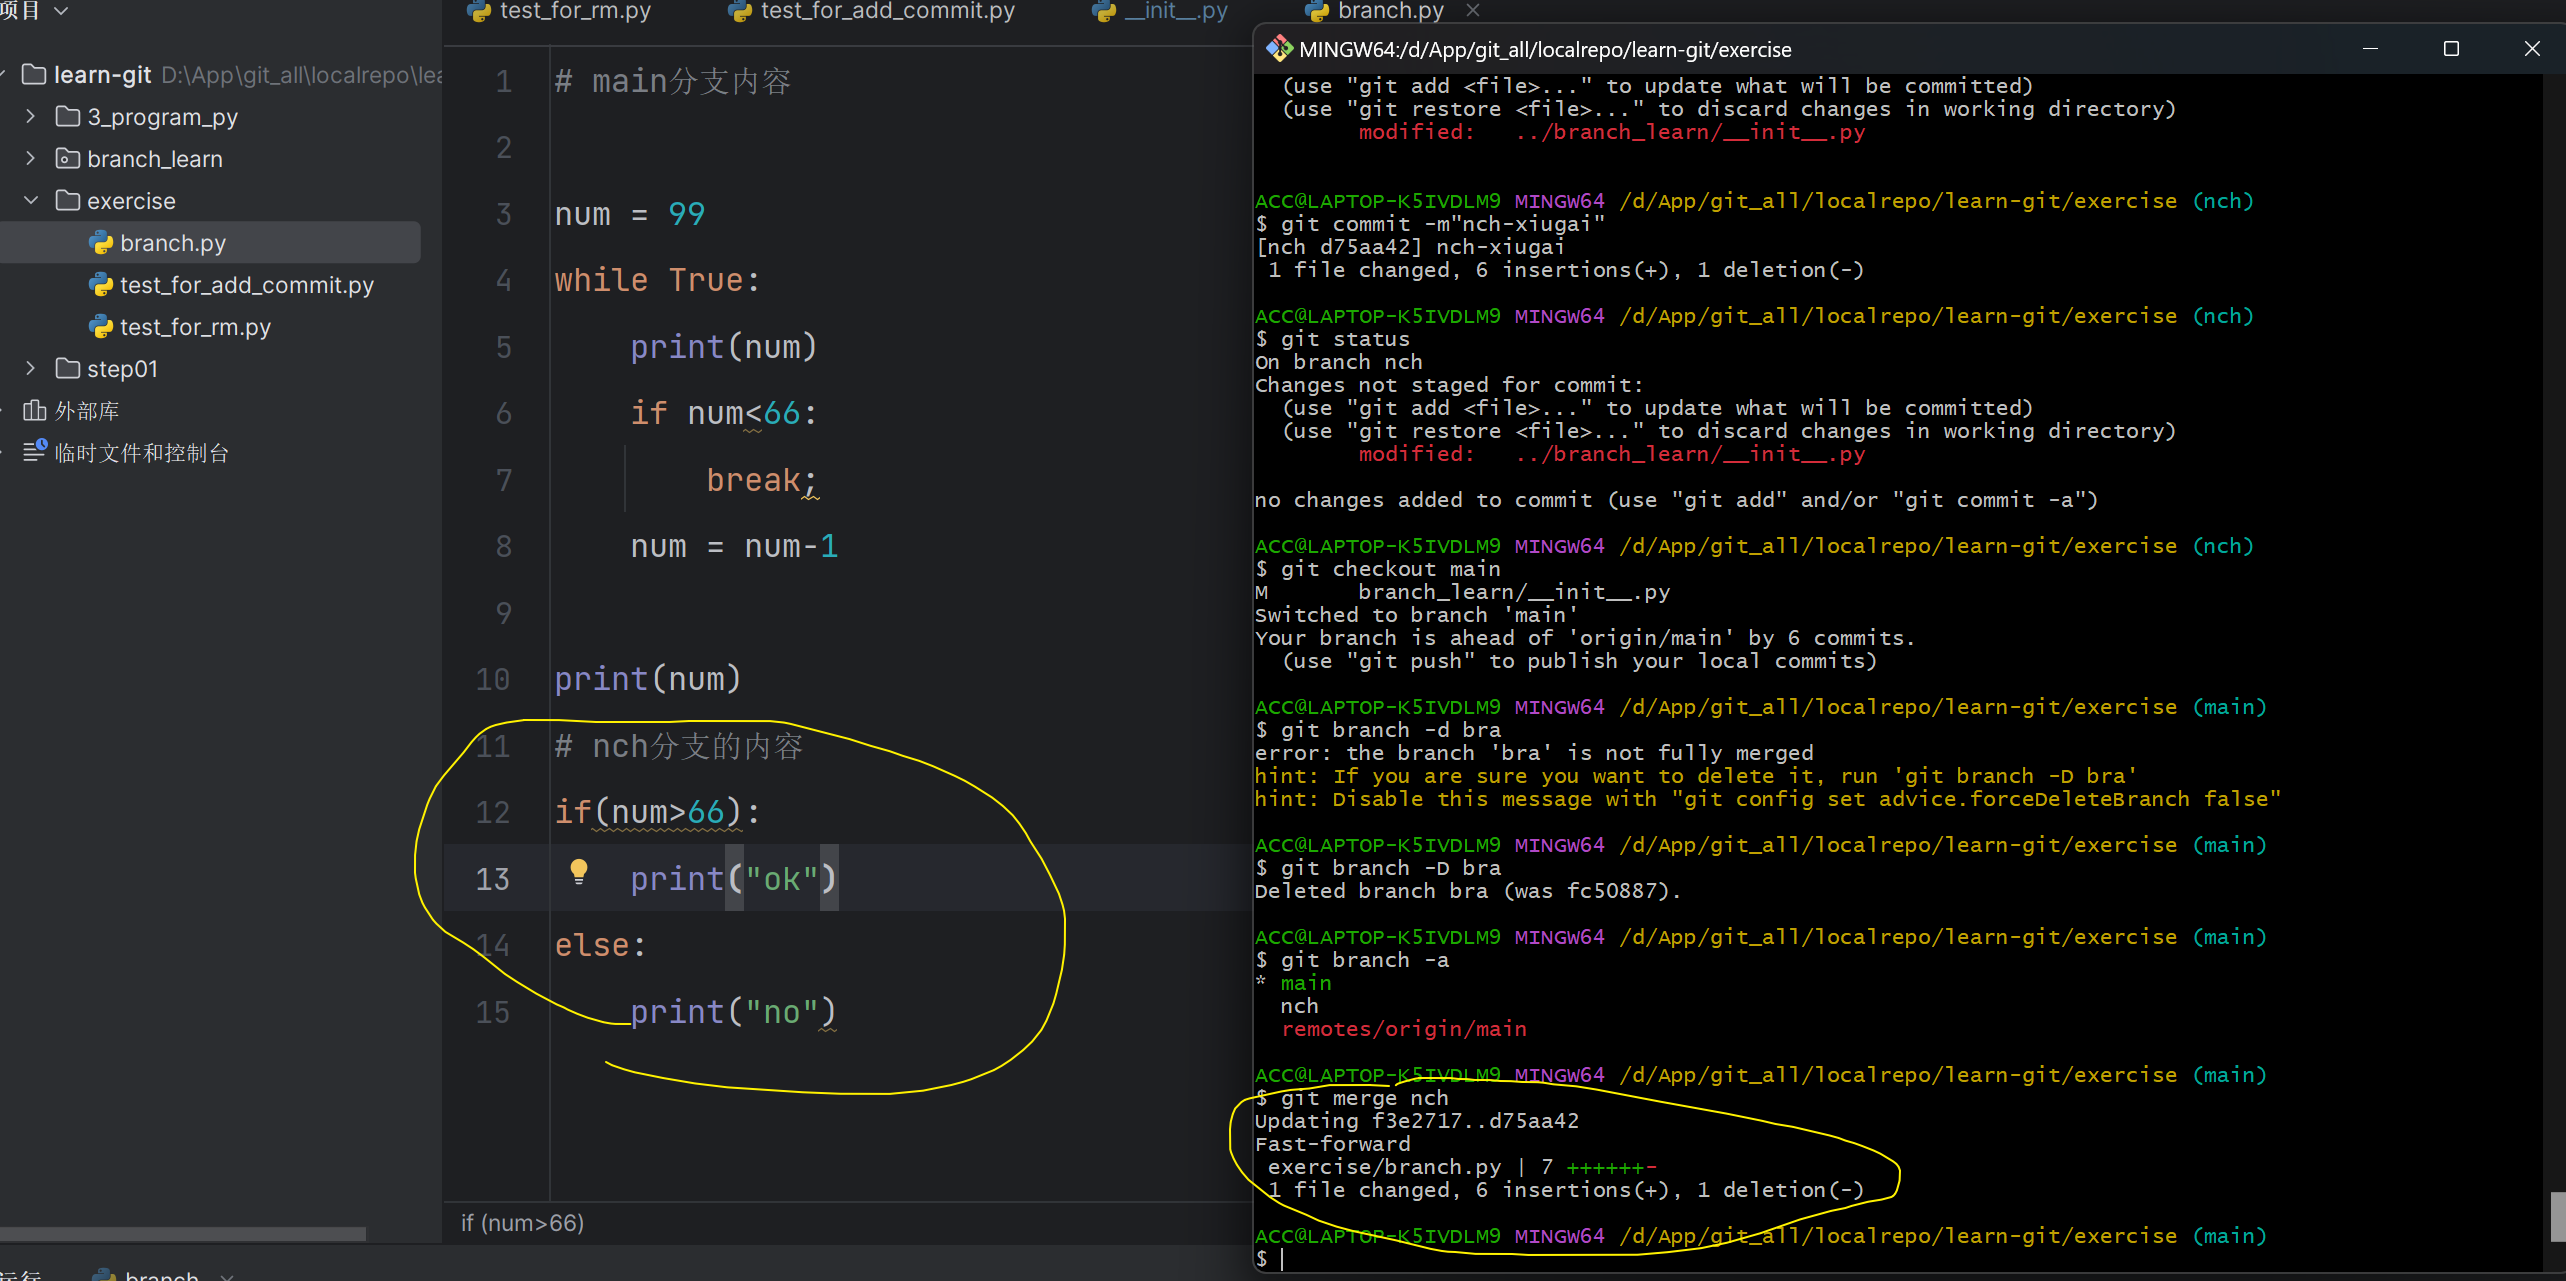 项目
test_for_rm.py
test_for_add_commit.py
__init__.py
branch.py
learn-git D:\App\git_all\localrepo\lea
3_program_py
branch_learn
exercise
branch.py
test_for_add_commit.py
test_for_rm.py
step01
外部库
临时文件和控制台
1 # main分支内容
2
3 num = 99
4 while True:
5     print(num)
6     if num<66:
7         break;
8     num = num-1
9
10 print(num)
11 # nch分支的内容
12 if(num>66):
13     print("ok")
14 else:
15     print("no")
if (num>66)
运行 branch
MINGW64:/d/App/git_all/localrepo/learn-git/exercise
  (use "git add <file>..." to update what will be committed)
  (use "git restore <file>..." to discard changes in working directory)
        modified:   ../branch_learn/__init__.py
ACC@LAPTOP-K5IVDLM9 MINGW64 /d/App/git_all/localrepo/learn-git/exercise (nch)
$ git commit -m"nch-xiugai"
[nch d75aa42] nch-xiugai
 1 file changed, 6 insertions(+), 1 deletion(-)
ACC@LAPTOP-K5IVDLM9 MINGW64 /d/App/git_all/localrepo/learn-git/exercise (nch)
$ git status
On branch nch
Changes not staged for commit:
  (use "git add <file>..." to update what will be committed)
  (use "git restore <file>..." to discard changes in working directory)
        modified:   ../branch_learn/__init__.py
no changes added to commit (use "git add" and/or "git commit -a")
ACC@LAPTOP-K5IVDLM9 MINGW64 /d/App/git_all/localrepo/learn-git/exercise (nch)
$ git checkout main
M       branch_learn/__init__.py
Switched to branch 'main'
Your branch is ahead of 'origin/main' by 6 commits.
  (use "git push" to publish your local commits)
ACC@LAPTOP-K5IVDLM9 MINGW64 /d/App/git_all/localrepo/learn-git/exercise (main)
$ git branch -d bra
error: the branch 'bra' is not fully merged
hint: If you are sure you want to delete it, run 'git branch -D bra'
hint: Disable this message with "git config set advice.forceDeleteBranch false"
ACC@LAPTOP-K5IVDLM9 MINGW64 /d/App/git_all/localrepo/learn-git/exercise (main)
$ git branch -D bra
Deleted branch bra (was fc50887).
ACC@LAPTOP-K5IVDLM9 MINGW64 /d/App/git_all/localrepo/learn-git/exercise (main)
$ git branch -a
* main
  nch
  remotes/origin/main
ACC@LAPTOP-K5IVDLM9 MINGW64 /d/App/git_all/localrepo/learn-git/exercise (main)
$ git merge nch
Updating f3e2717..d75aa42
Fast-forward
 exercise/branch.py | 7 ++++++-
 1 file changed, 6 insertions(+), 1 deletion(-)
ACC@LAPTOP-K5IVDLM9 MINGW64 /d/App/git_all/localrepo/learn-git/exercise (main)
$